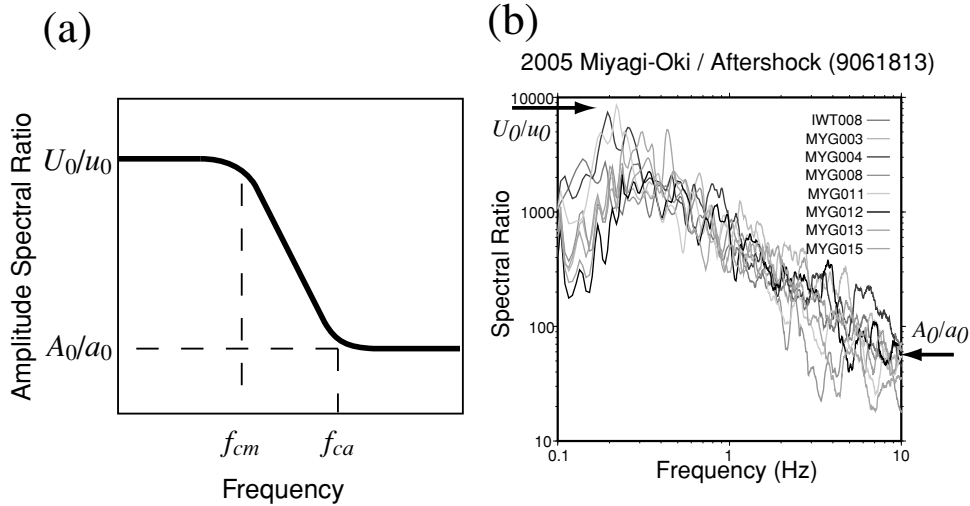 (a)
Amplitude Spectral Ratio
U0/u0
A0/a0
fcm
fca
Frequency
(b)
2005 Miyagi-Oki / Aftershock (9061813)
Spectral Ratio
10000
1000
100
10
U0/u0
IWT008
MYG003
MYG004
MYG008
MYG011
MYG012
MYG013
MYG015
A0/a0
0.1
1
10
Frequency (Hz)